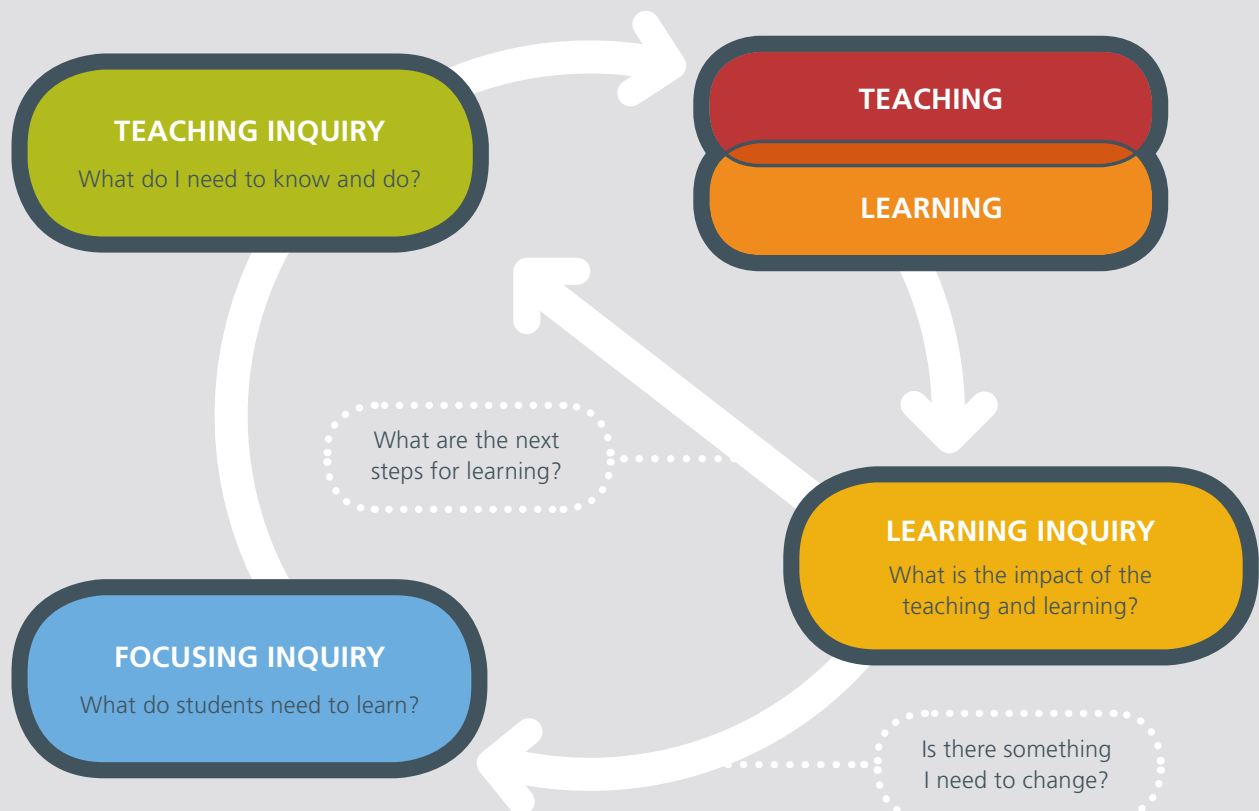 TEACHING INQUIRY
What do I need to know and do?
TEACHING
LEARNING
What are the next
steps for learning?
LEARNING INQUIRY
What is the impact of the
teaching and learning?
FOCUSING INQUIRY
What do students need to learn?
Is there something
I need to change?